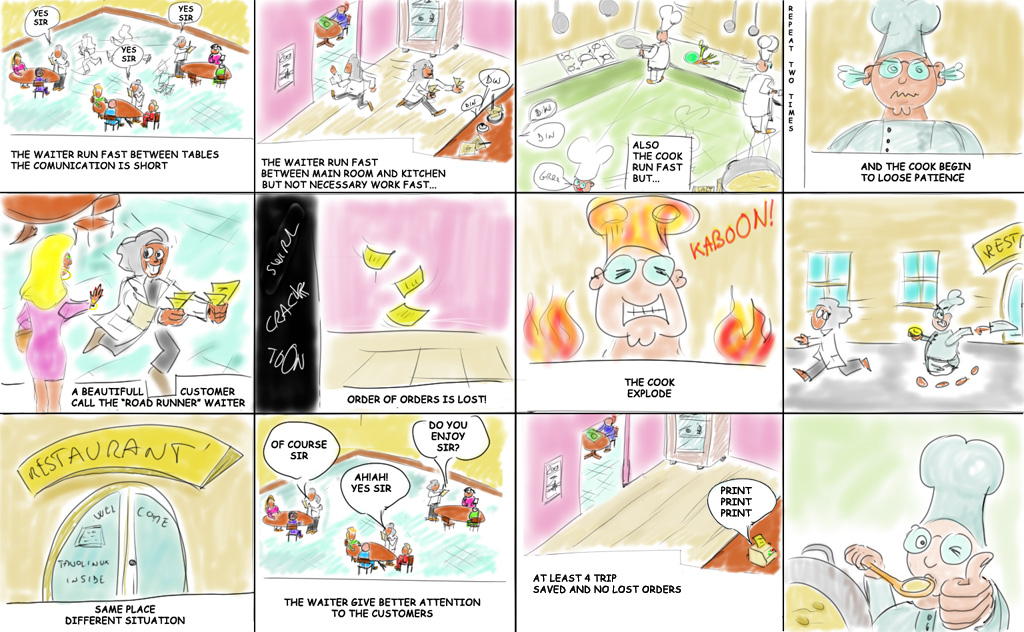 YES
SIR
YES
SIR
YES
SIR
THE WAITER RUN FAST BETWEEN TABLES
THE COMUNICATION IS SHORT
DIN
DIN
THE WAITER RUN FAST
BETWEEN MAIN ROOM AND KITCHEN
BUT NOT NECESSARY WORK FAST...
DIN
DIN
GRRR
ALSO
THE COOK
RUN FAST
BUT...
REPEAT TWO TIMES
AND THE COOK BEGIN
TO LOOSE PATIENCE
A BEAUTIFULL CUSTOMER
CALL THE “ROAD RUNNER” WAITER
CRACK
ORDER OF ORDERS IS LOST!
KABOON!
THE COOK
EXPLODE
REST
RESTAURANT
WEL COME
INSIDE
SAME PLACE
DIFFERENT SITUATION
OF COURSE
SIR
AH!AH!
YES SIR
DO YOU
ENJOY
SIR?
THE WAITER GIVE BETTER ATTENTION
TO THE CUSTOMERS
PRINT
PRINT
PRINT
AT LEAST 4 TRIP
SAVED AND NO LOST ORDERS